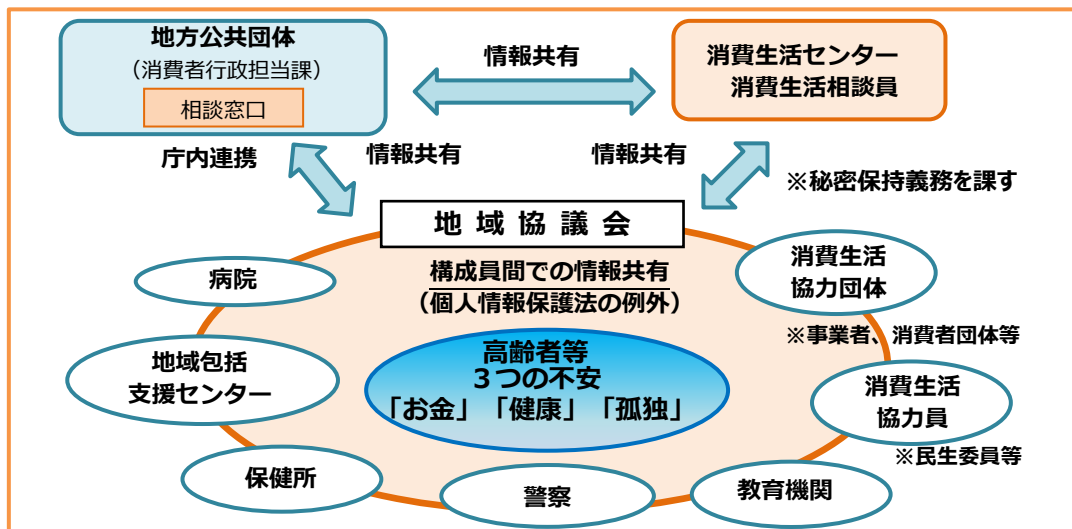 地方公共団体
（消費者行政担当課）
相談窓口
情報共有
消費生活センター
消費生活相談員
庁内連携
情報共有
情報共有
※秘密保持義務を課す
地域協議会
構成員間での情報共有
（個人情報保護法の例外）
病院
消費生活
協力団体
※事業者、消費者団体等
地域包括
支援センター
高齢者等
３つの不安
「お金」「健康」「孤独」
消費生活
協力員
※民生委員等
保健所
警察
教育機関